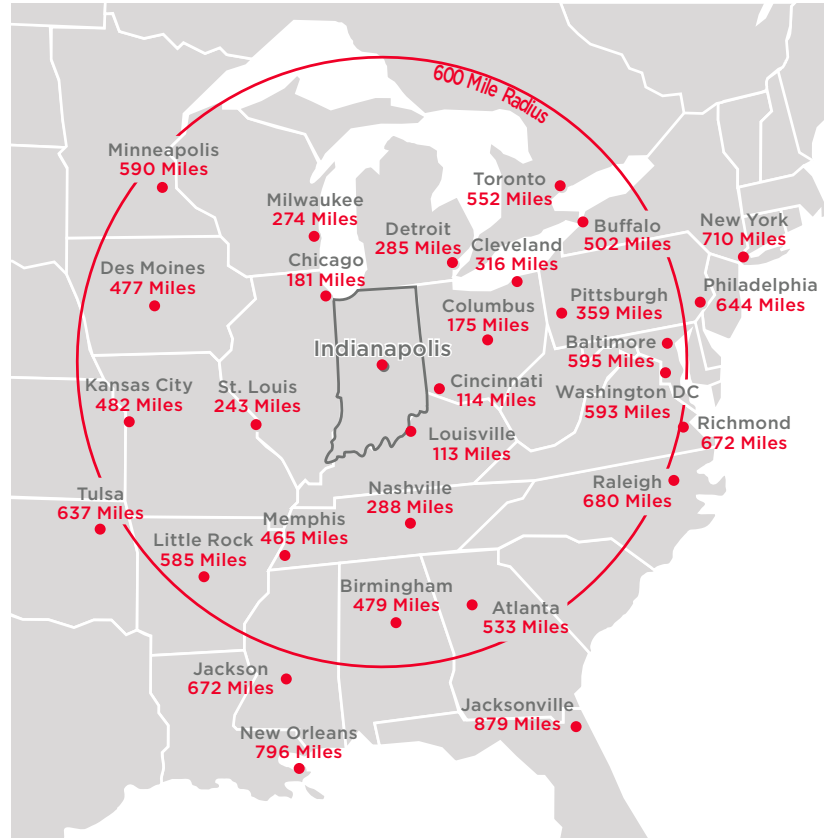 600 Mile Radius
Minneapolis
590 Miles
Milwaukee
274 Miles
Toronto
552 Miles
Detroit
285 Miles
Cleveland
316 Miles
Buffalo
502 Miles
New York
710 Miles
Des Moines
477 Miles
Chicago
181 Miles
Columbus
175 Miles
Pittsburgh
359 Miles
Philadelphia
644 Miles
Indianapolis
Baltimore
595 Miles
Kansas City
482 Miles
St. Louis
243 Miles
Cincinnati
114 Miles
Washington DC
593 Miles
Louisville
113 Miles
Richmond
672 Miles
Tulsa
637 Miles
Nashville
288 Miles
Raleigh
680 Miles
Little Rock
585 Miles
Memphis
465 Miles
Birmingham
479 Miles
Atlanta
533 Miles
Jackson
672 Miles
Jacksonville
879 Miles
New Orleans
796 Miles